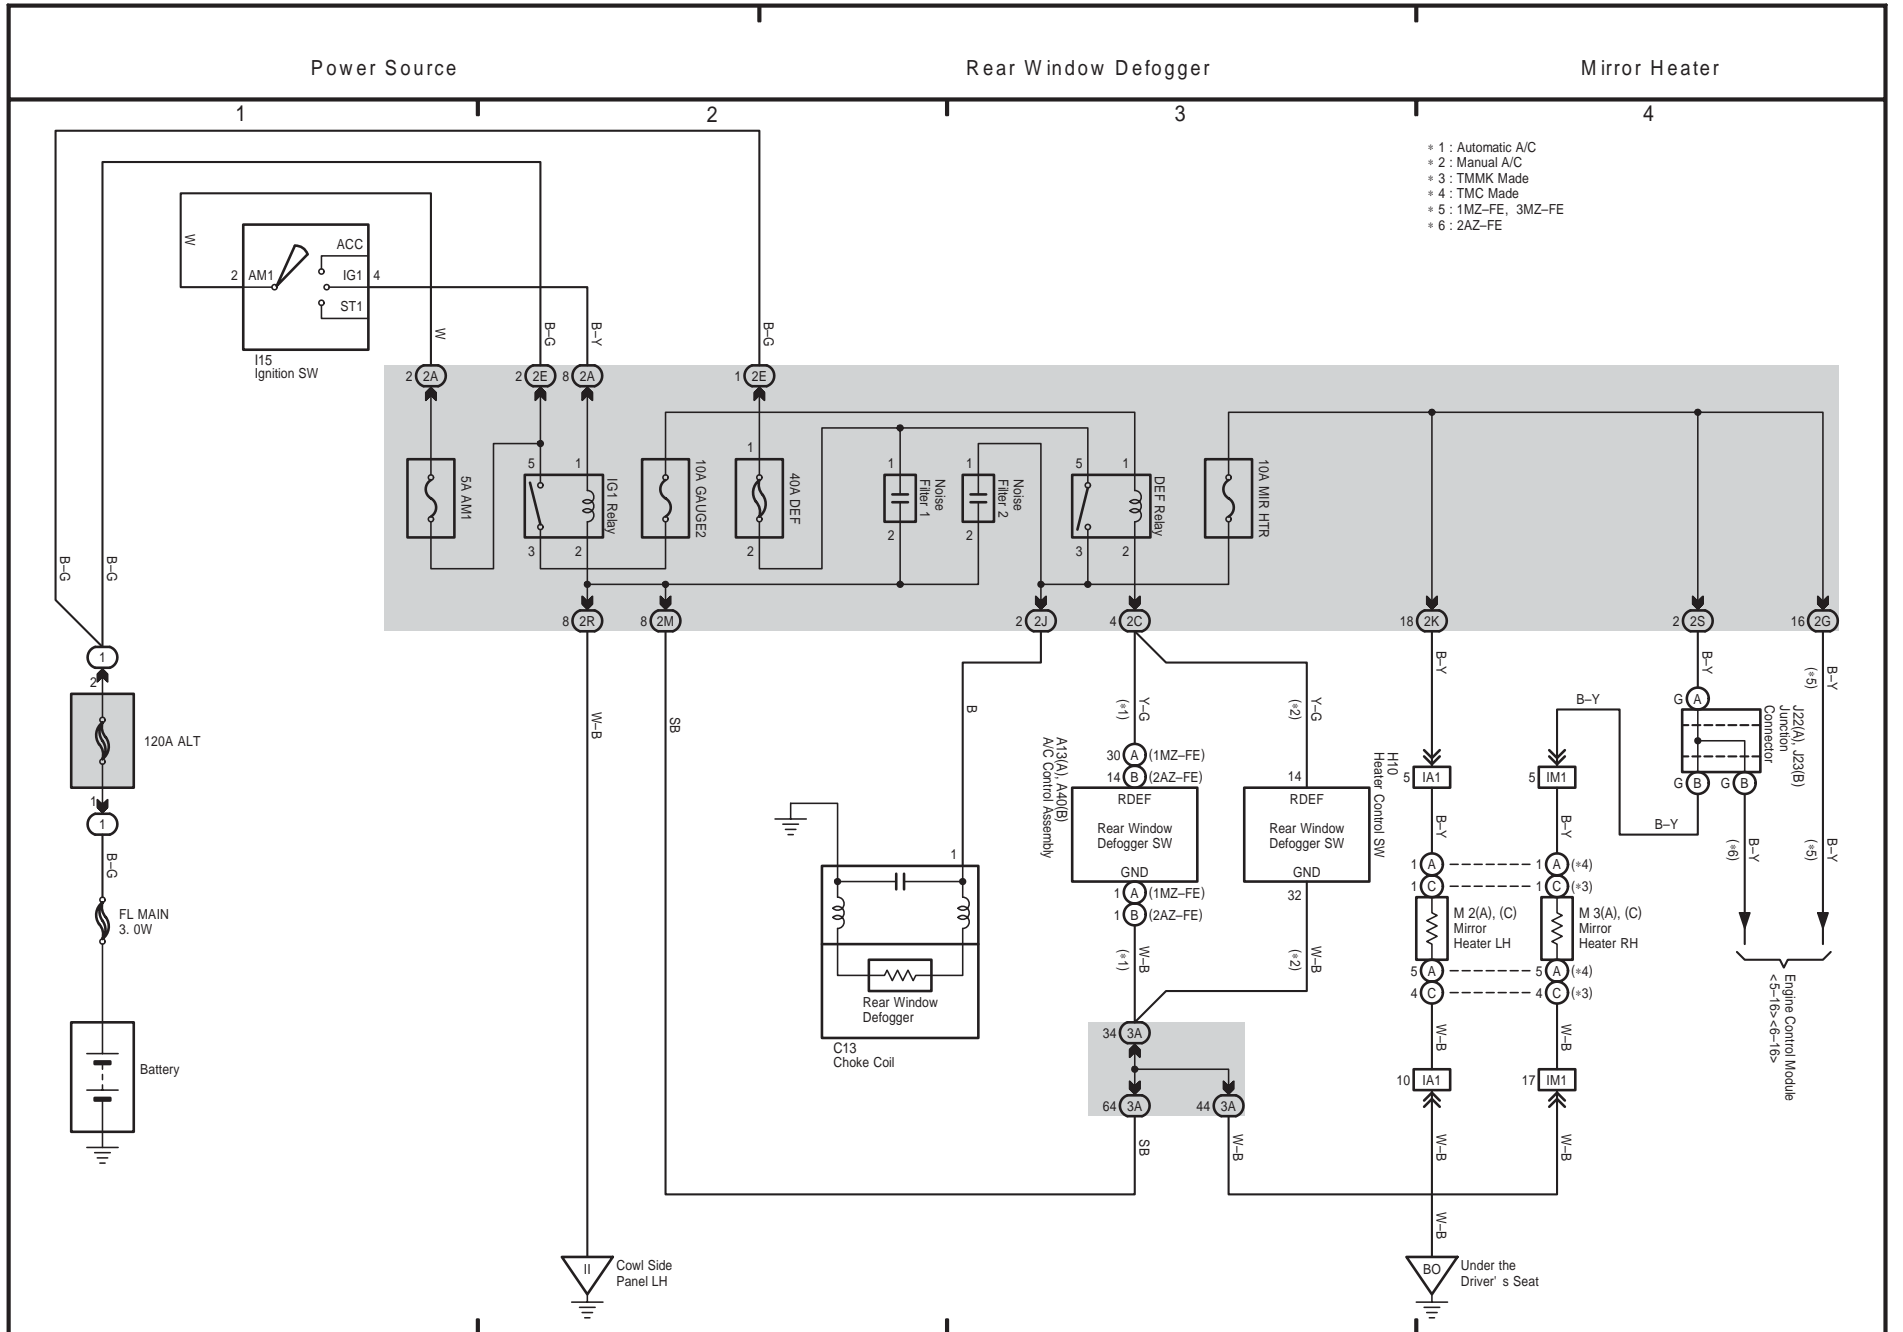 Power Source
Rear Window Defogger
Mirror Heater
1
2
3
4
* 1 : Automatic A/C
* 2 : Manual A/C
* 3 : TMMK Made
* 4 : TMC Made
* 5 : 1MZ–FE, 3MZ–FE
* 6 : 2AZ–FE
W
ACC
2
AM1
IG1
4
ST1
I15
Ignition SW
W
B–G
B–Y
B–G
2
2A
2
2E
8
2A
1
2E
5A AM1
5
1
3
2
IG1 Relay
10A GAUGE2
1
2
40A DEF
1
2
Noise
Filter 1
1
2
Noise
Filter 2
5
1
3
2
DEF Relay
10A MIR HTR
B–G
B–G
8
2R
8
2M
2
2J
4
2C
18
2K
2
2S
16
2G
1
2
120A ALT
1
1
B–G
FL MAIN
3. 0W
Battery
W–B
SB
B
Y–G
(*1)
Y–G
(*2)
B–Y
B–Y
B–Y
B–Y
(*5)
G
A
J22(A), J23(B)
Junction
Connector
G
B
G
B
A13(A), A40(B)
A/C Control Assembly
30
A
(1MZ–FE)
14
B
(2AZ–FE)
RDEF
Rear Window
Defogger SW
GND
1
A
(1MZ–FE)
1
B
(2AZ–FE)
H10
Heater Control SW
14
RDEF
Rear Window
Defogger SW
GND
32
W–B
(*1)
W–B
(*2)
1
Rear Window
Defogger
C13
Choke Coil
34
3A
64
3A
44
3A
SB
W–B
5
IA1
5
IM1
B–Y
B–Y
B–Y
B–Y
(*6)
B–Y
(*5)
1
A
1
A
(*4)
1
C
1
C
(*3)
M 2(A), (C)
Mirror
Heater LH
M 3(A), (C)
Mirror
Heater RH
5
A
5
A
(*4)
4
C
4
C
(*3)
Engine Control Module
<5–16><6–16>
W–B
W–B
10
IA1
17
IM1
W–B
W–B
W–B
II
Cowl Side
Panel LH
BO
Under the
Driver' s Seat